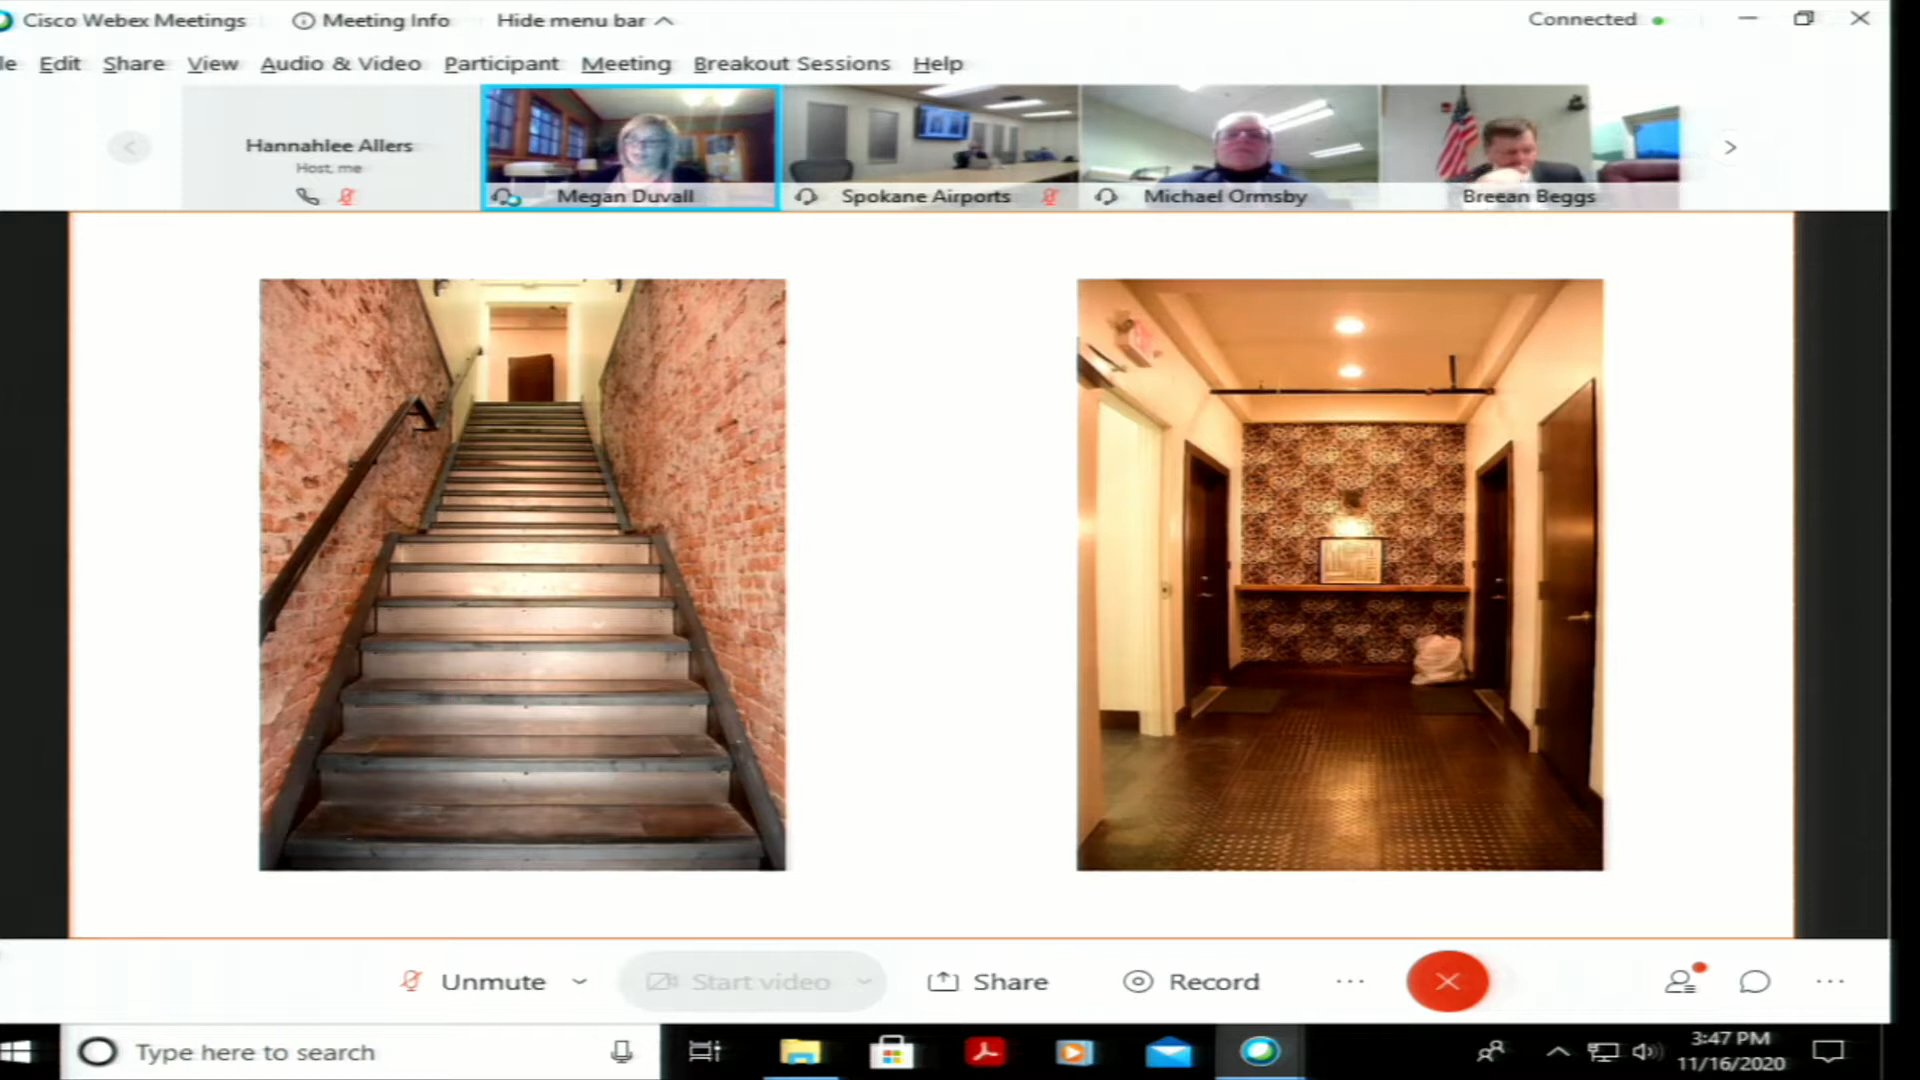 Cisco Webex Meetings Meeting Info Hide menu bar Connected
le Edit Share View Audio & Video Participant Meeting Breakout Sessions Help
Hannahlee Allers
Host, me
Megan Duvall
Spokane Airports
Michael Ormsby
Breean Beggs
Unmute Start video Share Record
Type here to search
3:47 PM
11/16/2020